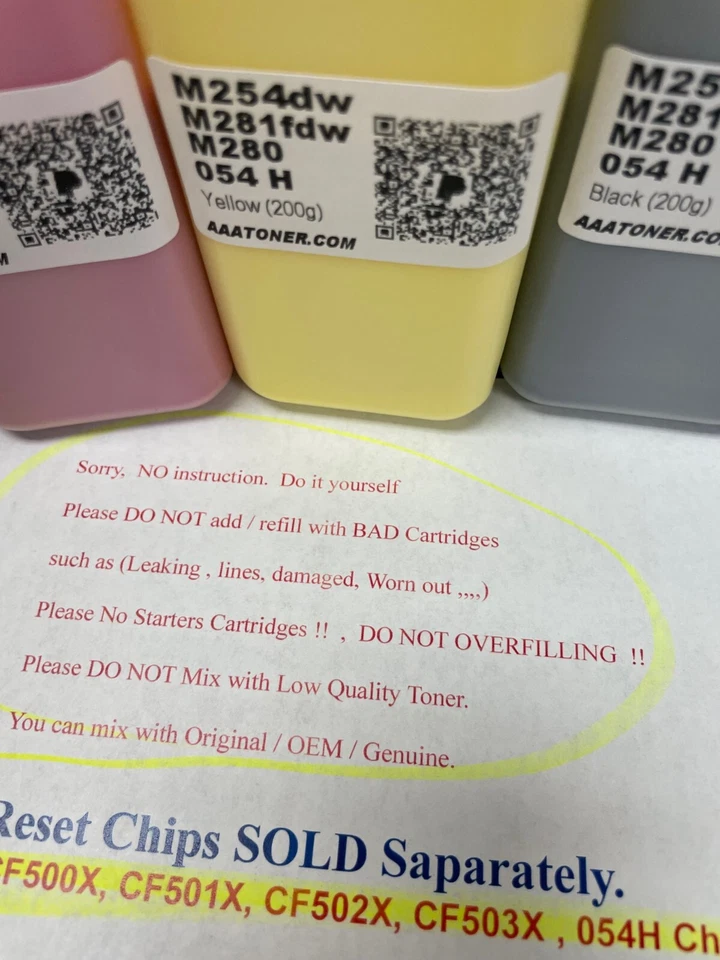 M254dw
M281fdw
M280
054 H
Yellow (200g)
AAATONER.COM
M25
M281
M280
054 H
Black (200g)
AAATONER.CO
M
Sorry, NO instruction. Do it yourself
Please DO NOT add / refill with BAD Cartridges
such as (Leaking , lines, damaged, Worn out ,,,,)
Please No Starters Cartridges !! , DO NOT OVERFILLING !!
Please DO NOT Mix with Low Quality Toner.
You can mix with Original / OEM / Genuine.
Reset Chips SOLD Saparately.
CF500X, CF501X, CF502X, CF503X , 054H Ch